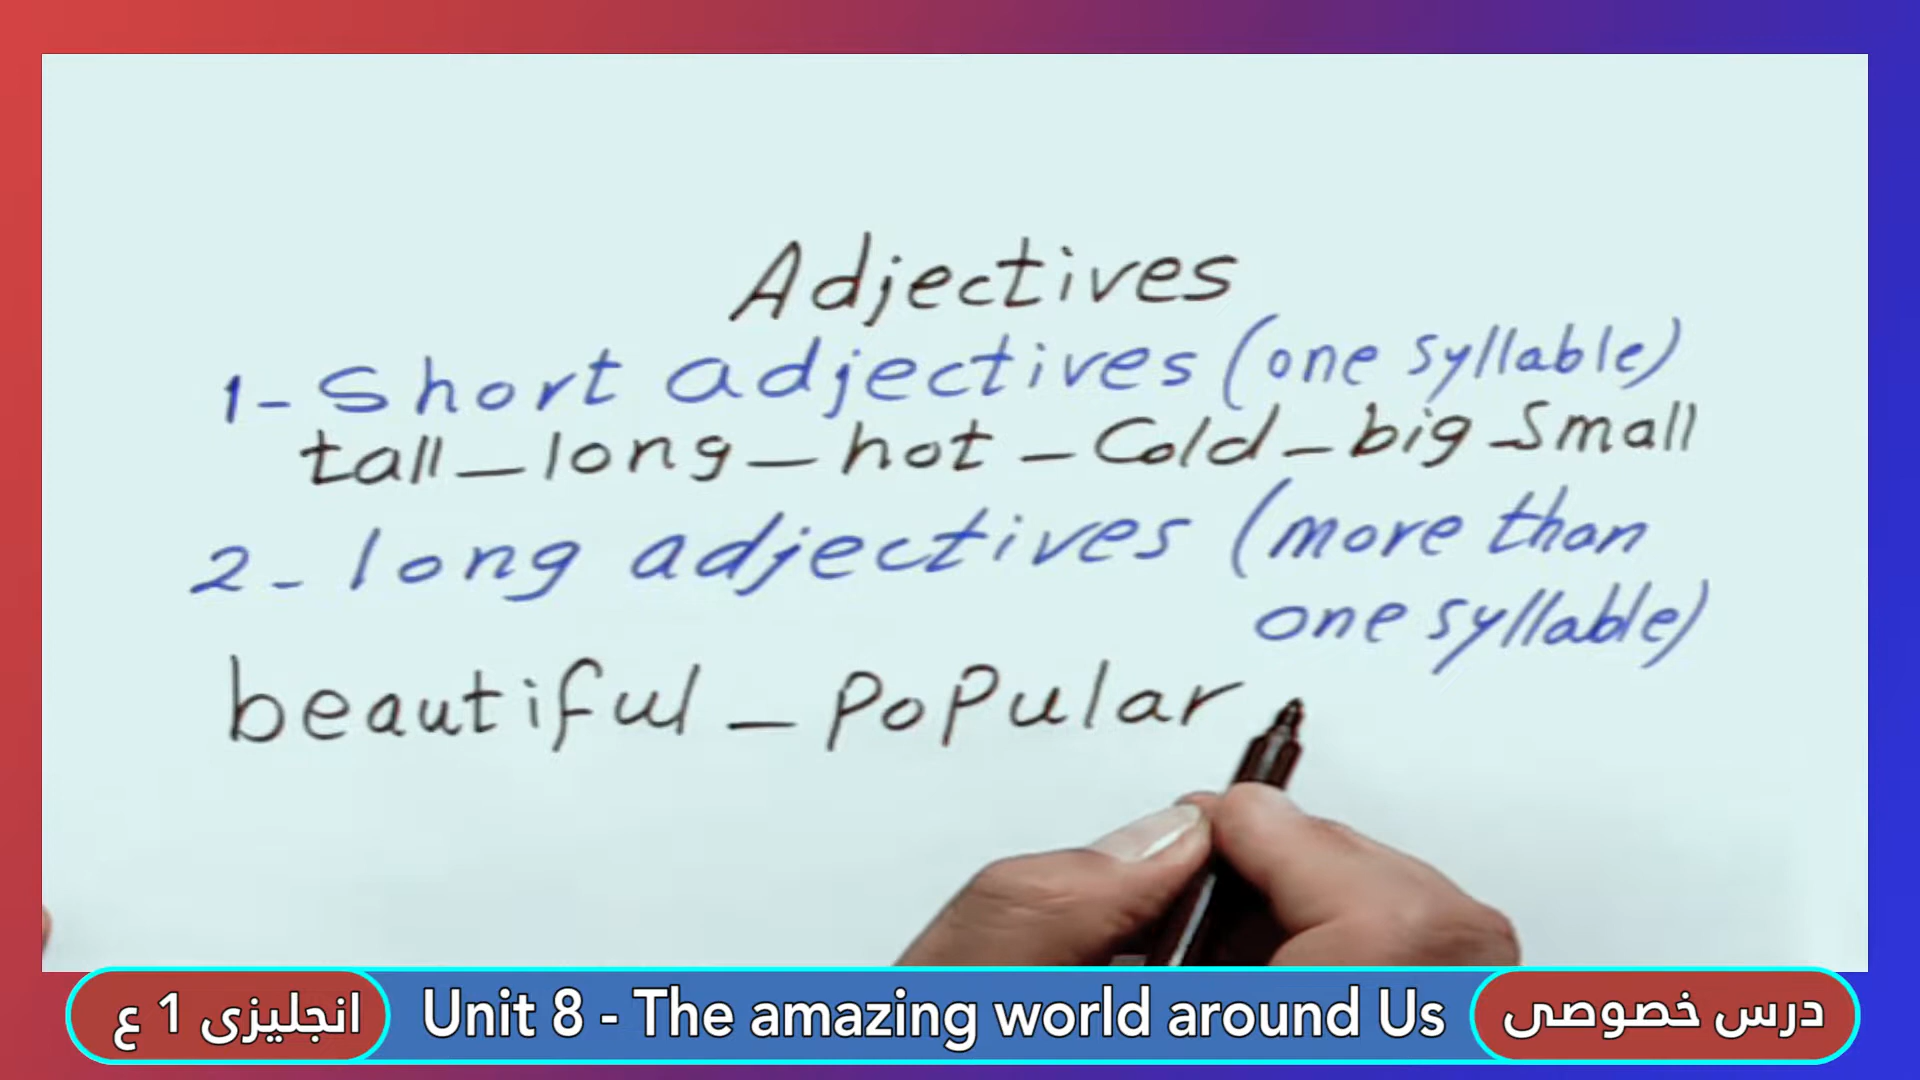 Adjectives
1- Short adjectives (one syllable)
tall _ long _ hot _ Cold _ big _ Small
2 - long adjectives (more than
one syllable)
beautiful _ Popular
انجليزى 1 ع
Unit 8 - The amazing world around Us
درس خصوصى